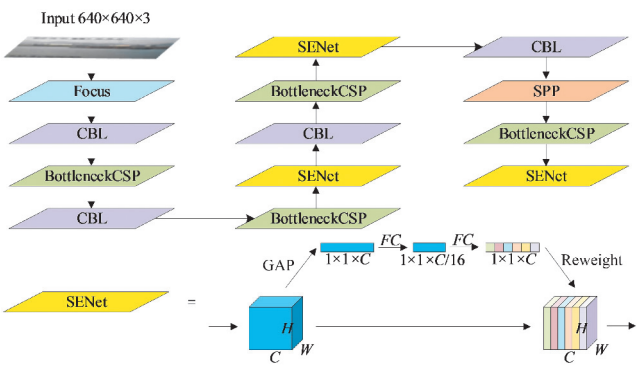 Input 640×640×3
Focus
CBL
BottleneckCSP
CBL
SENet
BottleneckCSP
CBL
SENet
BottleneckCSP
CBL
SPP
BottleneckCSP
SENet
GAP
FC
FC
1×1×C
1×1×C/16
1×1×C
Reweight
SENet
=
H
C
W
H
C
W